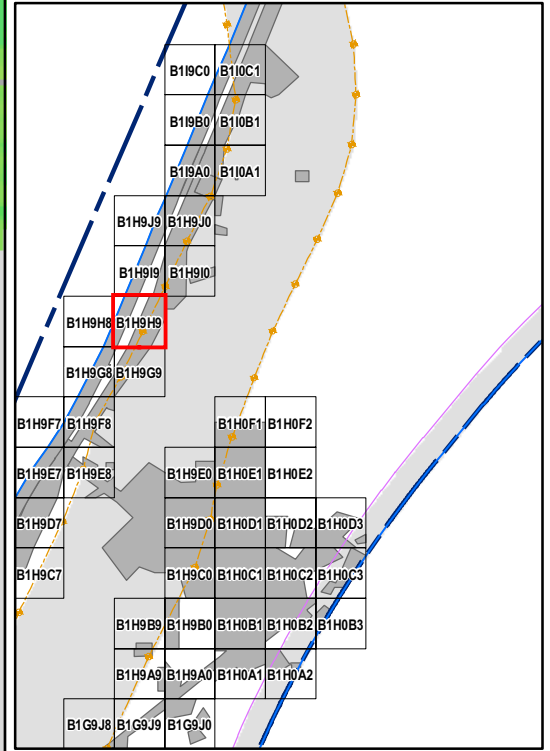 B1I9C0 B1I0C1
B1I9B0 B1I0B1
B1I9A0 B1I0A1
B1H9J9 B1H9J0
B1H9I9 B1H9I0
B1H9H8 B1H9H9
B1H9G8 B1H9G9
B1H9F7 B1H9F8 B1H0F1 B1H0F2
B1H9E7 B1H9E8 B1H9E0 B1H0E1 B1H0E2
B1H9D7 B1H9D0 B1H0D1 B1H0D2 B1H0D3
B1H9C7 B1H9C0 B1H0C1 B1H0C2 B1H0C3
B1H9B9 B1H9B0 B1H0B1 B1H0B2 B1H0B3
B1H9A9 B1H9A0 B1H0A1 B1H0A2
B1G9J8 B1G9J9 B1G9J0